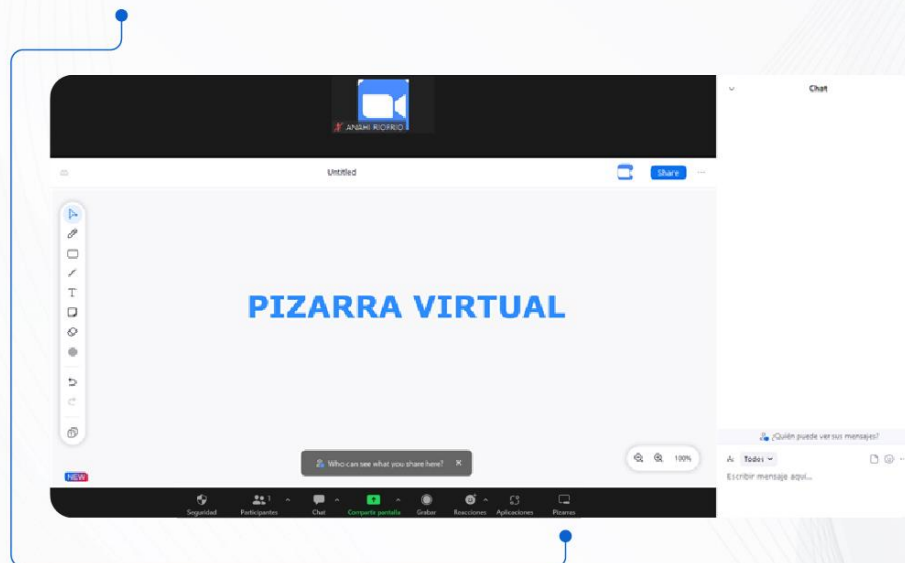 ANAHI RIOFRIO
Chat
Untitled
Share
T
PIZARRA VIRTUAL
¿Quién puede ver sus mensajes?
Who can see what you share here?
100%
Todos
Escribir mensaje aquí...
NEW
1
Seguridad
Participantes
Chat
Compartir pantalla
Grabar
Reacciones
Aplicaciones
Pizarras